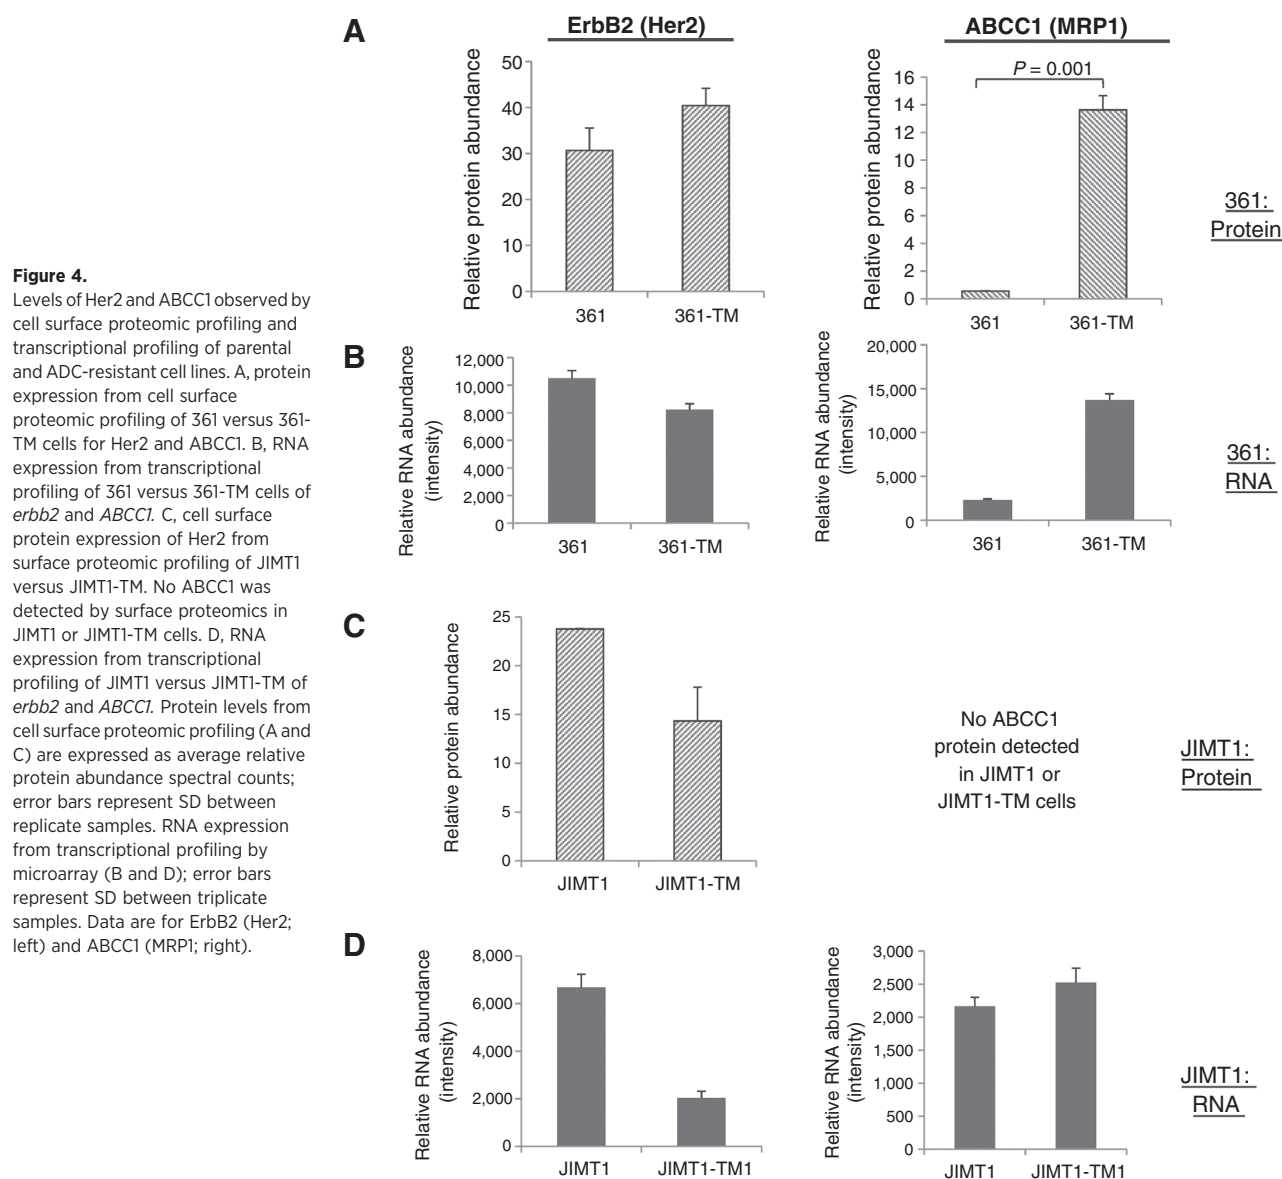 Figure 4.
Levels of Her2 and ABCC1 observed by
cell surface proteomic profiling and
transcriptional profiling of parental
and ADC-resistant cell lines. A, protein
expression from cell surface
proteomic profiling of 361 versus 361-
TM cells for Her2 and ABCC1. B, RNA
expression from transcriptional
profiling of 361 versus 361-TM cells of
erbb2 and ABCC1. C, cell surface
protein expression of Her2 from
surface proteomic profiling of JIMT1
versus JIMT1-TM. No ABCC1 was
detected by surface proteomics in
JIMT1 or JIMT1-TM cells. D, RNA
expression from transcriptional
profiling of JIMT1 versus JIMT1-TM of
erbb2 and ABCC1. Protein levels from
cell surface proteomic profiling (A and
C) are expressed as average relative
protein abundance spectral counts;
error bars represent SD between
replicate samples. RNA expression
from transcriptional profiling by
microarray (B and D); error bars
represent SD between triplicate
samples. Data are for ErbB2 (Her2;
left) and ABCC1 (MRP1; right).
A
ErbB2 (Her2)
Relative protein abundance
50
40
30
20
10
0
361 361-TM
ABCC1 (MRP1)
P = 0.001
Relative protein abundance
16
14
12
10
8
6
4
2
0
361 361-TM
361:
Protein
B
Relative RNA abundance
(intensity)
12,000
10,000
8,000
6,000
4,000
2,000
0
361 361-TM
Relative RNA abundance
(intensity)
20,000
15,000
10,000
5,000
0
361 361-TM
361:
RNA
C
Relative protein abundance
25
20
15
10
5
0
JIMT1 JIMT1-TM
No ABCC1
protein detected
in JIMT1 or
JIMT1-TM cells
JIMT1:
Protein
D
Relative RNA abundance
(intensity)
8,000
6,000
4,000
2,000
0
JIMT1 JIMT1-TM1
Relative RNA abundance
(intensity)
3,000
2,500
2,000
1,500
1,000
500
0
JIMT1 JIMT1-TM1
JIMT1:
RNA